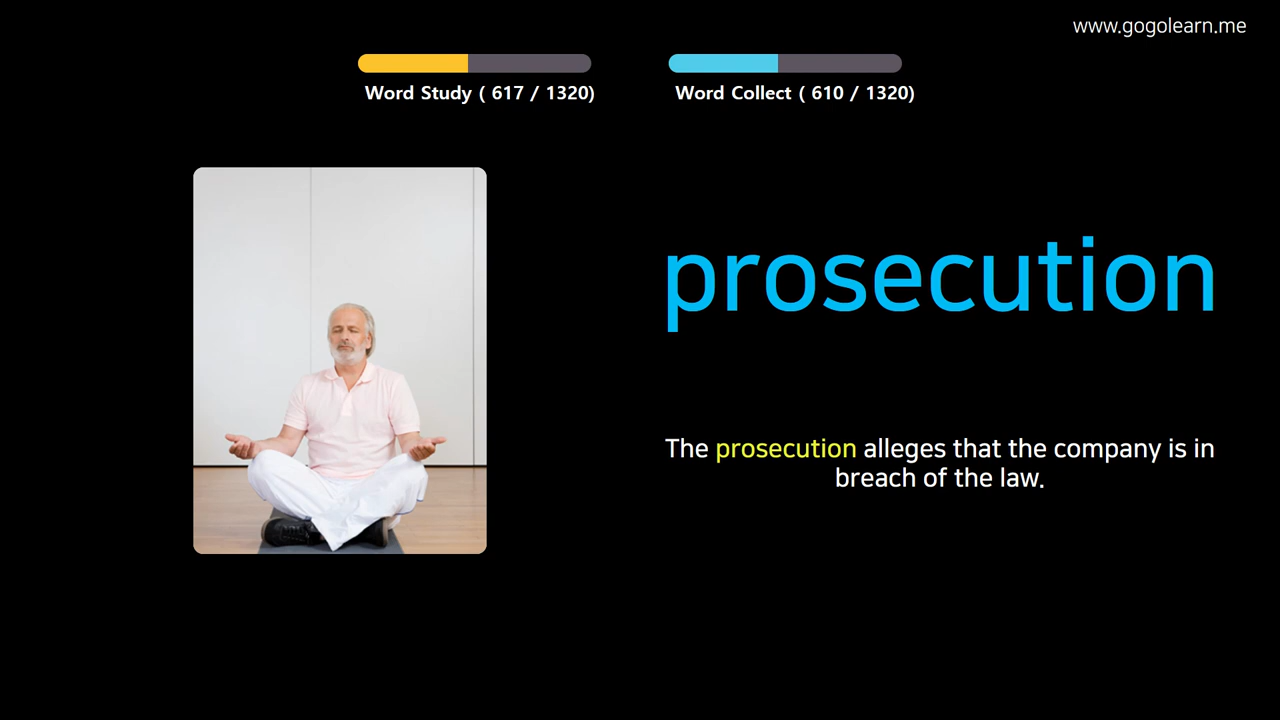 www.gogolearn.me
Word Study ( 617 / 1320)
Word Collect ( 610 / 1320)
prosecution
The prosecution alleges that the company is in
breach of the law.